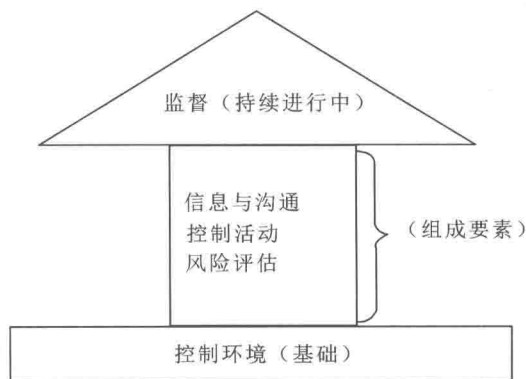 监督（持续进行中）
信息与沟通
控制活动
风险评估
（组成要素）
控制环境（基础）